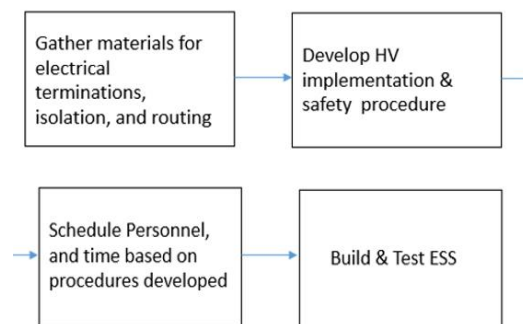 Gather materials for
electrical
terminations,
isolation, and routing
Develop HV
implementation &
safety procedure
Schedule Personnel,
and time based on
procedures developed
Build & Test ESS